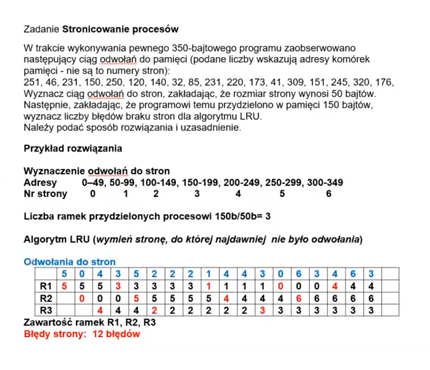 Zadanie Stronicowanie procesów
W trakcie wykonywania pewnego 350-bajtowego programu zaobserwowano
następujący ciąg odwołań do pamięci (podane liczby wskazują adresy komórek
pamięci - nie są to numery stron):
251, 46, 231, 150, 250, 120, 140, 32, 85, 231, 220, 173, 41, 309, 151, 245, 320, 176,
Wyznacz ciąg odwołań do stron, zakładając, że rozmiar strony wynosi 50 bajtów.
Następnie, zakładając, że programowi temu przydzielono w pamięci 150 bajtów,
wyznacz liczby błędów braku stron dla algorytmu LRU.
Należy podać sposób rozwiązania i uzasadnienie.
Przykład rozwiązania
Wyznaczenie odwołań do stron
Adresy 0–49, 50-99, 100-149, 150-199, 200-249, 250-299, 300-349
Nr strony 0 1 2 3 4 5 6
Liczba ramek przydzielonych procesowi 150b/50b= 3
Algorytm LRU (wymień stronę, do której najdawniej nie było odwołania)
Odwołania do stron
5 0 4 3 5 2 2 2 1 4 4 3 0 6 3 4 6 3
R1 5 5 5 3 3 3 3 3 1 1 1 1 0 0 0 4 4 4
R2 0 0 0 5 5 5 5 5 4 4 4 4 6 6 6 6 6
R3 4 4 4 2 2 2 2 2 2 3 3 3 3 3 3 3
Zawartość ramek R1, R2, R3
Błędy strony: 12 błędów